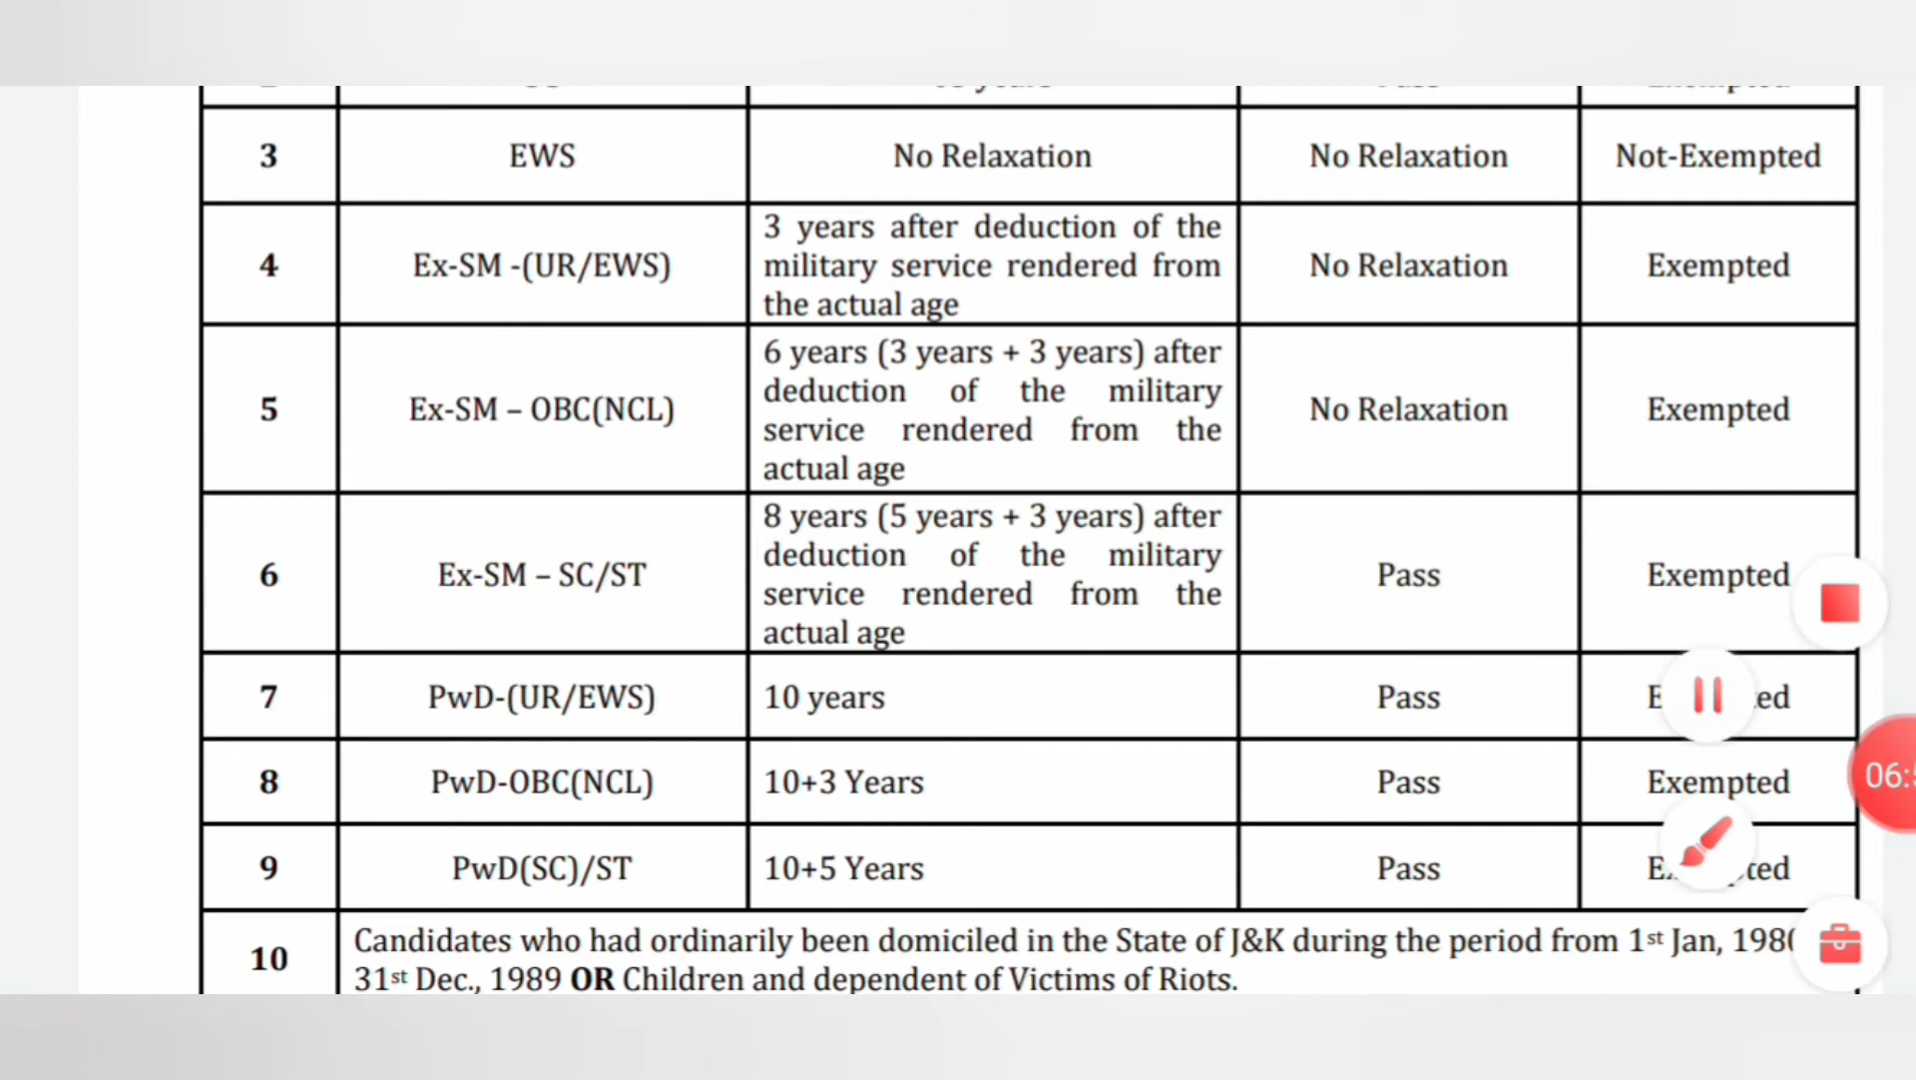 3 EWS No Relaxation No Relaxation Not-Exempted
3 years after deduction of the
4 Ex-SM -(UR/EWS) military service rendered from No Relaxation Exempted
the actual age
6 years (3 years + 3 years) after
deduction of the military
5 Ex-SM – OBC(NCL) No Relaxation Exempted
service rendered from the
actual age
8 years (5 years + 3 years) after
deduction of the military
6 Ex-SM – SC/ST Pass Exempted
service rendered from the
actual age
7 PwD-(UR/EWS) 10 years Pass
8 PwD-OBC(NCL) 10+3 Years Pass Exempted
9 PwD(SC)/ST 10+5 Years Pass
10 Candidates who had ordinarily been domiciled in the State of J&K during the period from 1st Jan, 1980
31st Dec., 1989 OR Children and dependent of Victims of Riots.